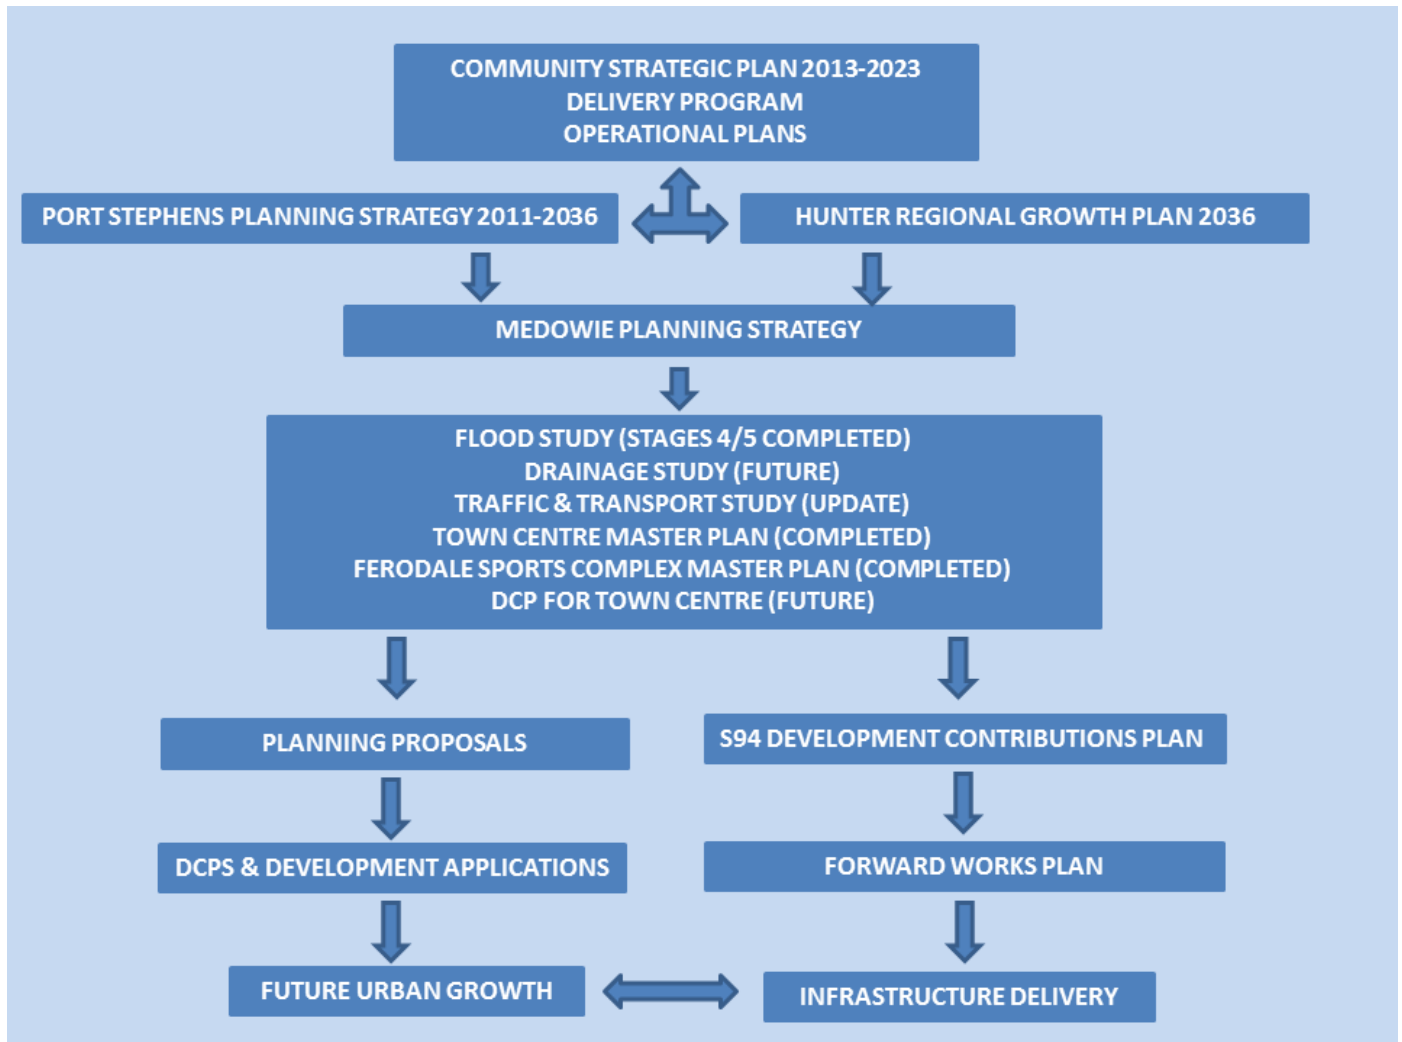 COMMUNITY STRATEGIC PLAN 2013-2023
DELIVERY PROGRAM
OPERATIONAL PLANS
PORT STEPHENS PLANNING STRATEGY 2011-2036
HUNTER REGIONAL GROWTH PLAN 2036
MEDOWIE PLANNING STRATEGY
FLOOD STUDY (STAGES 4/5 COMPLETED)
DRAINAGE STUDY (FUTURE)
TRAFFIC & TRANSPORT STUDY (UPDATE)
TOWN CENTRE MASTER PLAN (COMPLETED)
FERODALE SPORTS COMPLEX MASTER PLAN (COMPLETED)
DCP FOR TOWN CENTRE (FUTURE)
PLANNING PROPOSALS
S94 DEVELOPMENT CONTRIBUTIONS PLAN
DCPS & DEVELOPMENT APPLICATIONS
FORWARD WORKS PLAN
FUTURE URBAN GROWTH
INFRASTRUCTURE DELIVERY